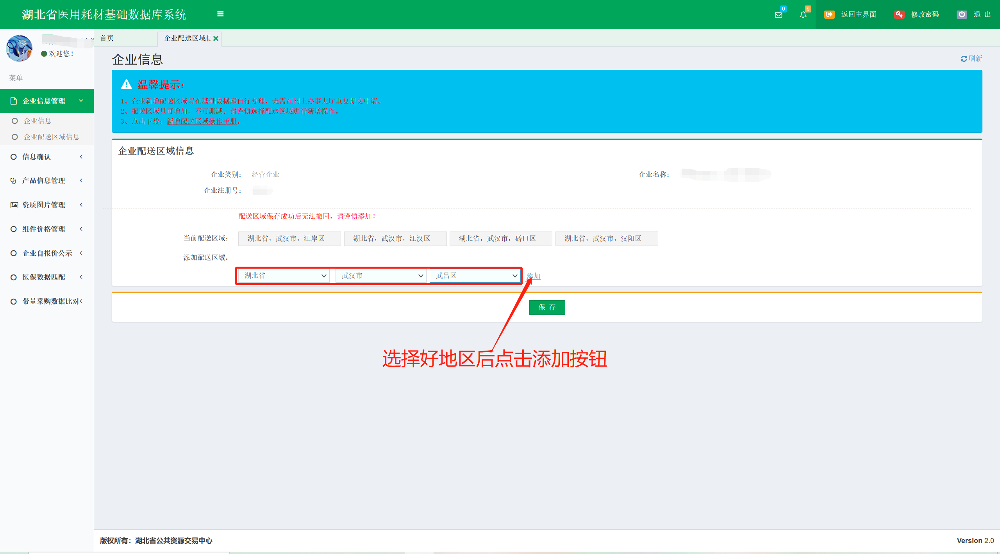 湖北省医用耗材基础数据库系统
0
6
返回主界面
修改密码
退 出
欢迎您！
菜单
企业信息管理
企业信息
企业配送区域信息
信息确认
产品信息管理
资质图片管理
组件价格管理
企业自报价公示
医保数据匹配
带量采购数据比对
首页
企业配送区域信
企业信息
刷新
温馨提示：
1、企业新增配送区域请在基础数据库自行办理，无需在网上办事大厅重复提交申请。
2、配送区域只可增加，不可删减。请谨慎选择配送区域进行新增操作。
3、点击下载：新增配送区域操作手册。
企业配送区域信息
企业类别： 经营企业
企业名称：
企业注册号：
配送区域保存成功后无法撤回，请谨慎添加！
当前配送区域： 湖北省，武汉市，江岸区 湖北省，武汉市，江汉区 湖北省，武汉市，硚口区 湖北省，武汉市，汉阳区
添加配送区域：
湖北省 武汉市 武昌区 添加
保 存
选择好地区后点击添加按钮
版权所有：湖北省公共资源交易中心
Version 2.0